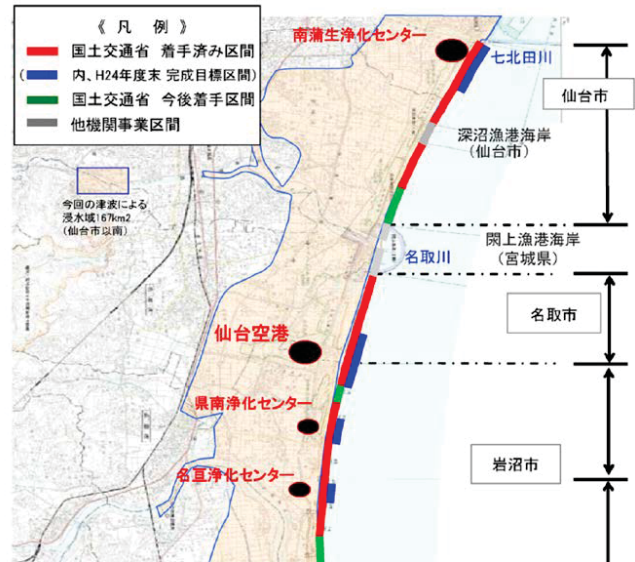 《 凡 例 》
国土交通省 着手済み区間
(内、H24年度末 完成目標区間)
国土交通省 今後着手区間
他機関事業区間
今回の津波による
浸水域167km2
(仙台市以南)
南蒲生浄化センター
七北田川
仙台市
深沼漁港海岸
(仙台市)
閖上漁港海岸
(宮城県)
名取川
名取市
仙台空港
県南浄化センター
岩沼市
名亘浄化センター